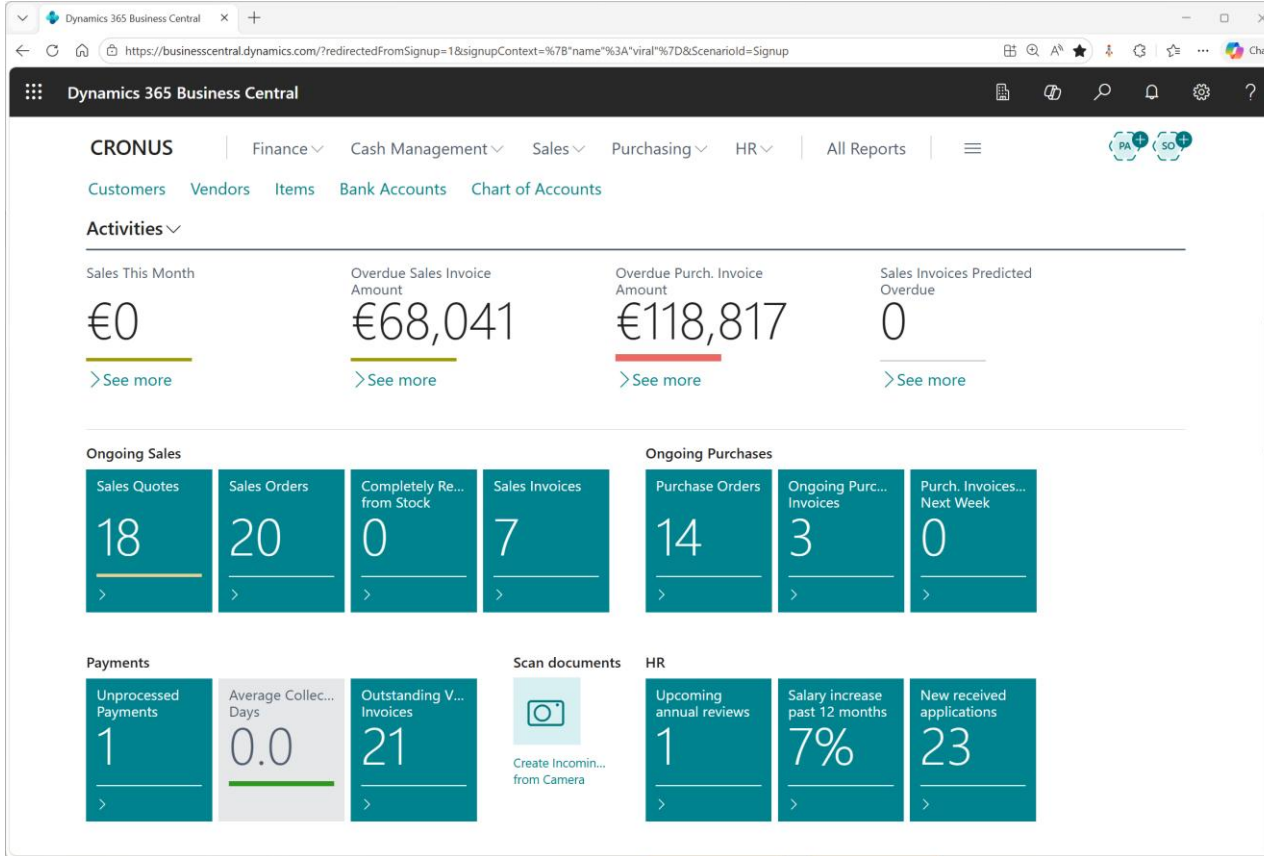 Dynamics 365 Business Central
https://businesscentral.dynamics.com/?redirectedFromSignup=1&signupContext=%7B"name"%3A"viral"%7D&ScenarioId=Signup
Cha
Dynamics 365 Business Central
?
CRONUS Finance Cash Management Sales Purchasing HR All Reports
PA SO
Customers Vendors Items Bank Accounts Chart of Accounts
Activities
Sales This Month
€0
See more
Overdue Sales Invoice
Amount
€68,041
See more
Overdue Purch. Invoice
Amount
€118,817
See more
Sales Invoices Predicted
Overdue
0
See more
Ongoing Sales
Sales Quotes
18
Sales Orders
20
Completely Re...
from Stock
0
Sales Invoices
7
Ongoing Purchases
Purchase Orders
14
Ongoing Purc...
Invoices
3
Purch. Invoices...
Next Week
0
Payments
Unprocessed
Payments
1
Average Collec...
Days
0.0
Outstanding V...
Invoices
21
Scan documents
Create Incomin...
from Camera
HR
Upcoming
annual reviews
1
Salary increase
past 12 months
7%
New received
applications
23